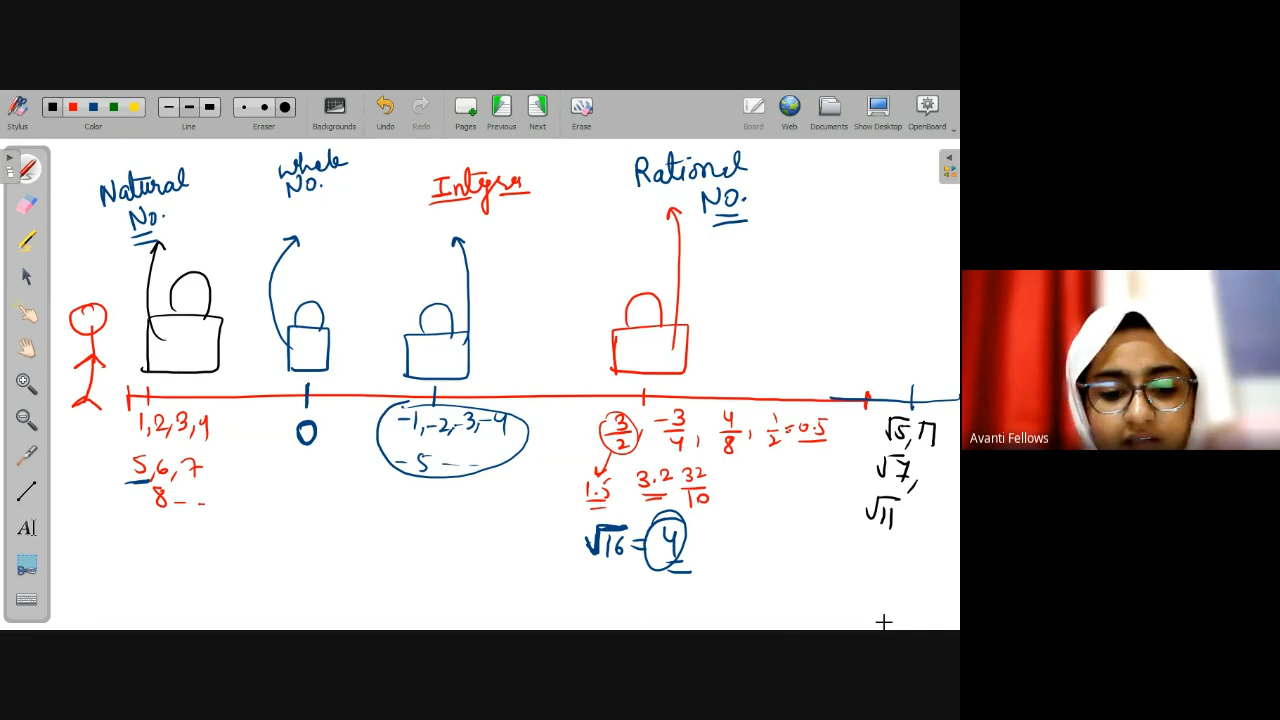 Stylus
Color
Line
Eraser
Backgrounds
Undo
Redo
Pages
Previous
Next
Erase
Board
Web
Documents
Show Desktop
OpenBoard
Natural
No.
whole
No.
Integers
Rational
NO.
1,2,3,4
5,6,7
8 - -
0
-1,-2,-3,-4
-5 - - -
3/2, -3/4, 4/8, 1/2=0.5
1.5 3.2 32/10
√16=4
√5, π
√7,
√11
Avanti Fellows